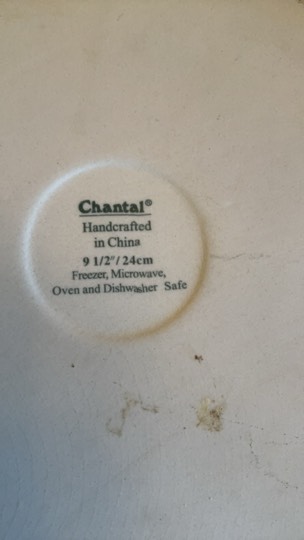 Chantal®
Handcrafted
in China
9 1/2"/ 24cm
Freezer, Microwave,
Oven and Dishwasher Safe